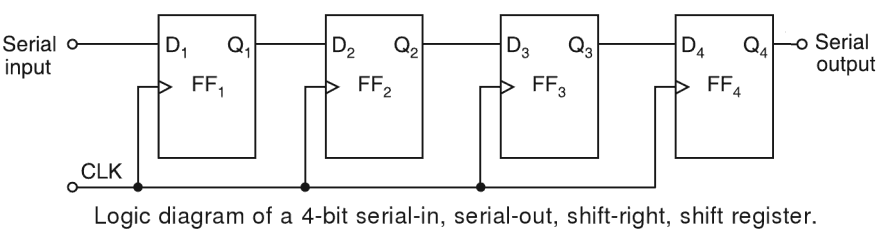 Serial
input
D₁ Q₁
FF₁
D₂ Q₂
FF₂
D₃ Q₃
FF₃
D₄ Q₄
FF₄
Serial
output
CLK
Logic diagram of a 4-bit serial-in, serial-out, shift-right, shift register.